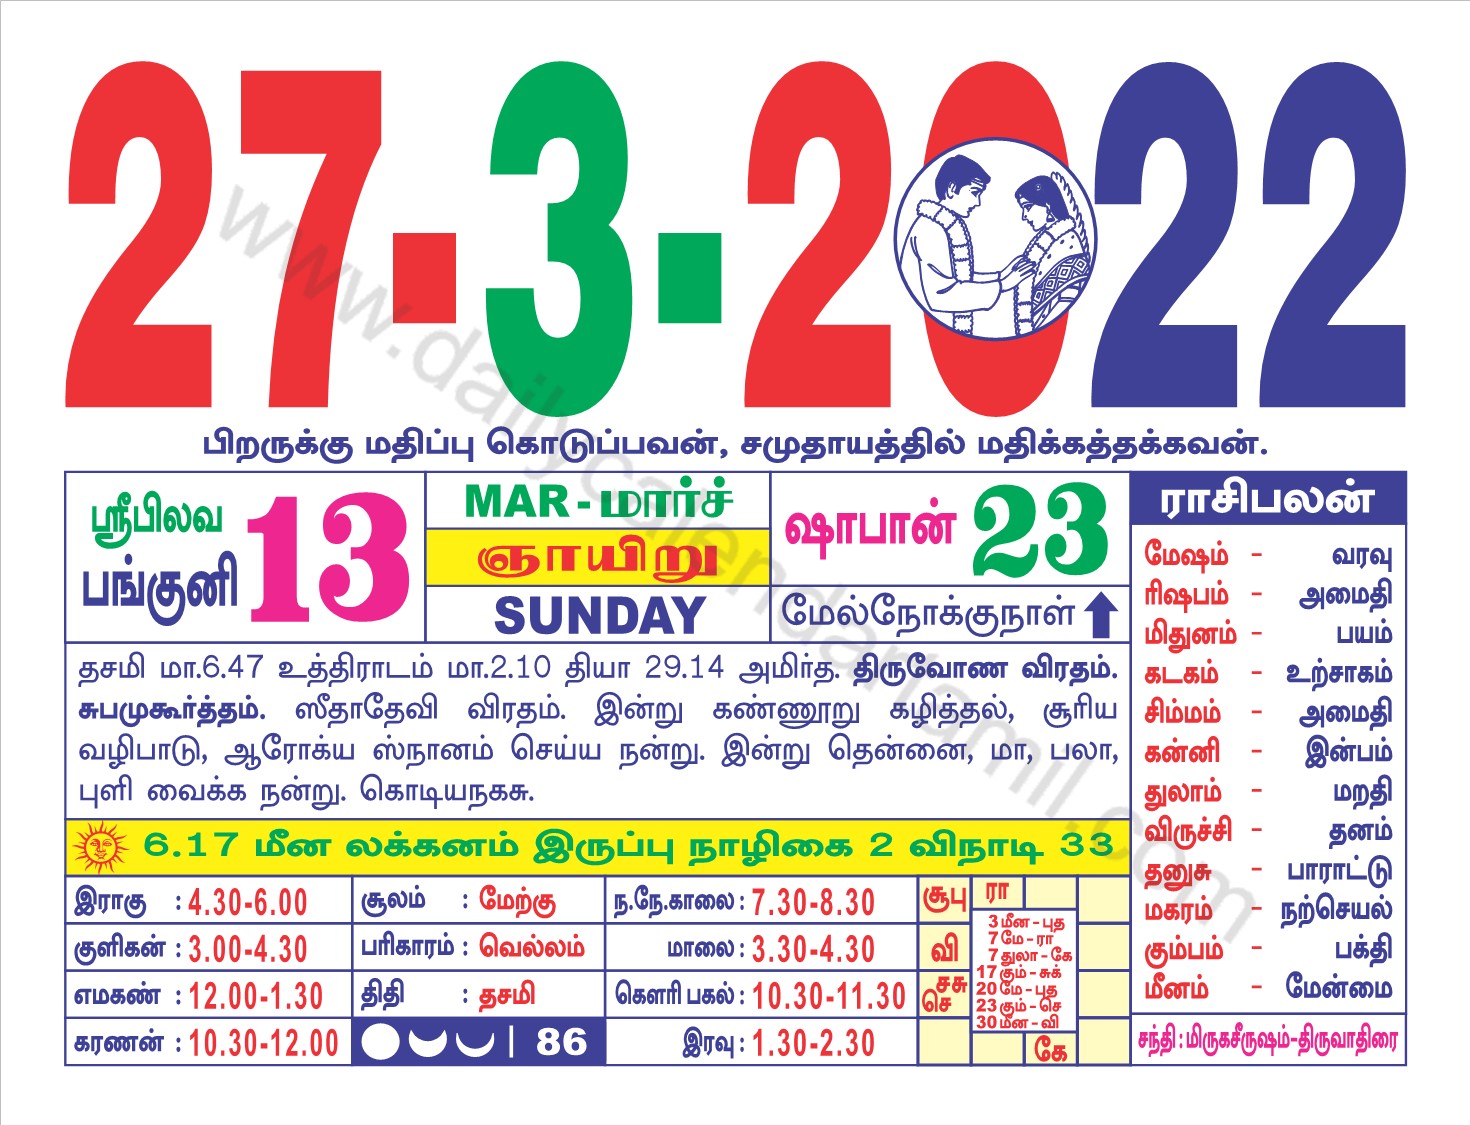 27-3-2022
பிறருக்கு மதிப்பு கொடுப்பவன், சமுதாயத்தில் மதிக்கத்தக்கவன்.
ஸ்ரீபிலவ
பங்குனி 13
MAR - மார்ச்
ஞாயிறு
SUNDAY
ஷாபான் 23
மேல்நோக்குநாள்
தசமி மா.6.47 உத்திராடம் மா.2.10 தியா 29.14 அமிர்த. திருவோண விரதம்.
சுபமுகூர்த்தம். ஸீதாதேவி விரதம். இன்று கண்ணூறு கழித்தல், சூரிய
வழிபாடு, ஆரோக்ய ஸ்நானம் செய்ய நன்று. இன்று தென்னை, மா, பலா,
புளி வைக்க நன்று. கொடியநகசு.
6.17 மீன லக்கனம் இருப்பு நாழிகை 2 விநாடி 33
இராகு : 4.30-6.00
குளிகன் : 3.00-4.30
எமகண் : 12.00-1.30
கரணன் : 10.30-12.00
சூலம் : மேற்கு
பரிகாரம் : வெல்லம்
திதி : தசமி
| 86
ந.நே.காலை : 7.30-8.30
மாலை : 3.30-4.30
கௌரி பகல் : 10.30-11.30
இரவு : 1.30-2.30
சூபு ரா
வி
சசு
செ
கே
3 மீன - புத
7 மே - ரா
7 துலா - கே
17 கும் - சுக்
20 மே - புத
23 கும் - செ
30 மீன - வி
ராசிபலன்
மேஷம் - வரவு
ரிஷபம் - அமைதி
மிதுனம் - பயம்
கடகம் - உற்சாகம்
சிம்மம் - அமைதி
கன்னி - இன்பம்
துலாம் - மறதி
விருச்சி - தனம்
தனுசு - பாராட்டு
மகரம் - நற்செயல்
கும்பம் - பக்தி
மீனம் - மேன்மை
சந்தி : மிருகசீருஷம்-திருவாதிரை
www.dailycalendartamil.com